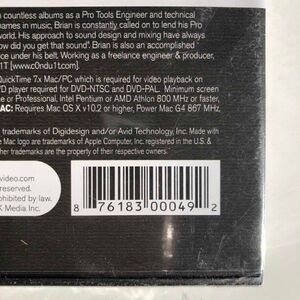 countless albums as a Pro Tools Engineer and technical
games in music, Brian is constantly called on to lend his Pro
world. His approach to sound design and mixing have always
ow did you get that sound". Brian is also an accomplished
ce under his belt. Working as a freelance engineer & producer,
1T [www.c0ndu1t.com].
QuickTime 7.x Mac/PC which is required for video playback on
VD player required for DVD-NTSC and DVD-PAL. Minimum screen
e or Professional, Intel Pentium or AMD Athlon 800 MHz or faster,
AC: Requires Mac OS X v10.2 or higher, Power Mac G4 867 MHz,
trademarks of Digidesign and/or Avid Technology, Inc. Made with
e Mac logo are trademarks of Apple Computer, Inc. registered in the U.S. &
her trademarks are the property of their respective owners."
video.com
reserved.
ohibited by law.
K Media Inc.
8 76183 00049 2